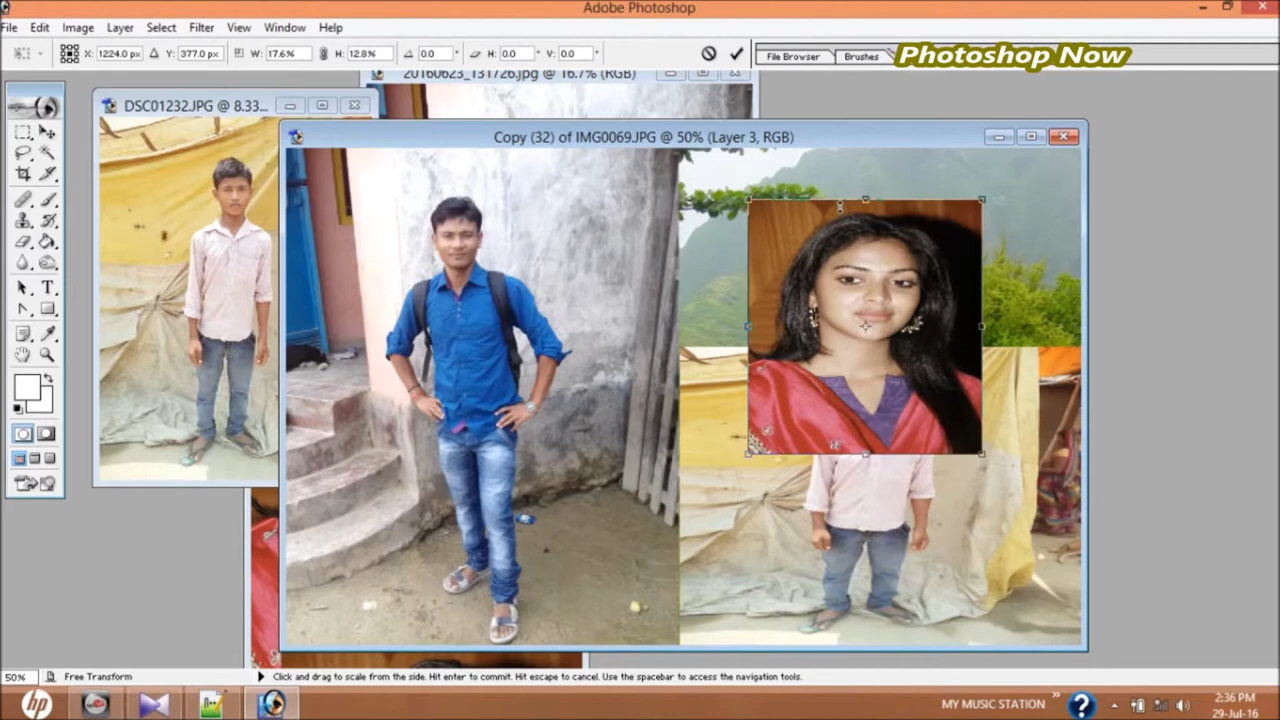 Adobe Photoshop
File Edit Image Layer Select Filter View Window Help
X: 1224.0 px Y: 377.0 px W: 17.6% H: 12.8% 0.0 ° H: 0.0 ° V: 0.0 °
File Browser Brushes
Photoshop Now
20160623_131726.jpg @ 16.7% (RGB)
DSC01232.JPG @ 8.33...
Copy (32) of IMG0069.JPG @ 50% (Layer 3, RGB)
T
50% Free Transform Click and drag to scale from the side. Hit enter to commit. Hit escape to cancel. Use the spacebar to access the navigation tools.
hp MY MUSIC STATION » ? 2:36 PM
29-Jul-16